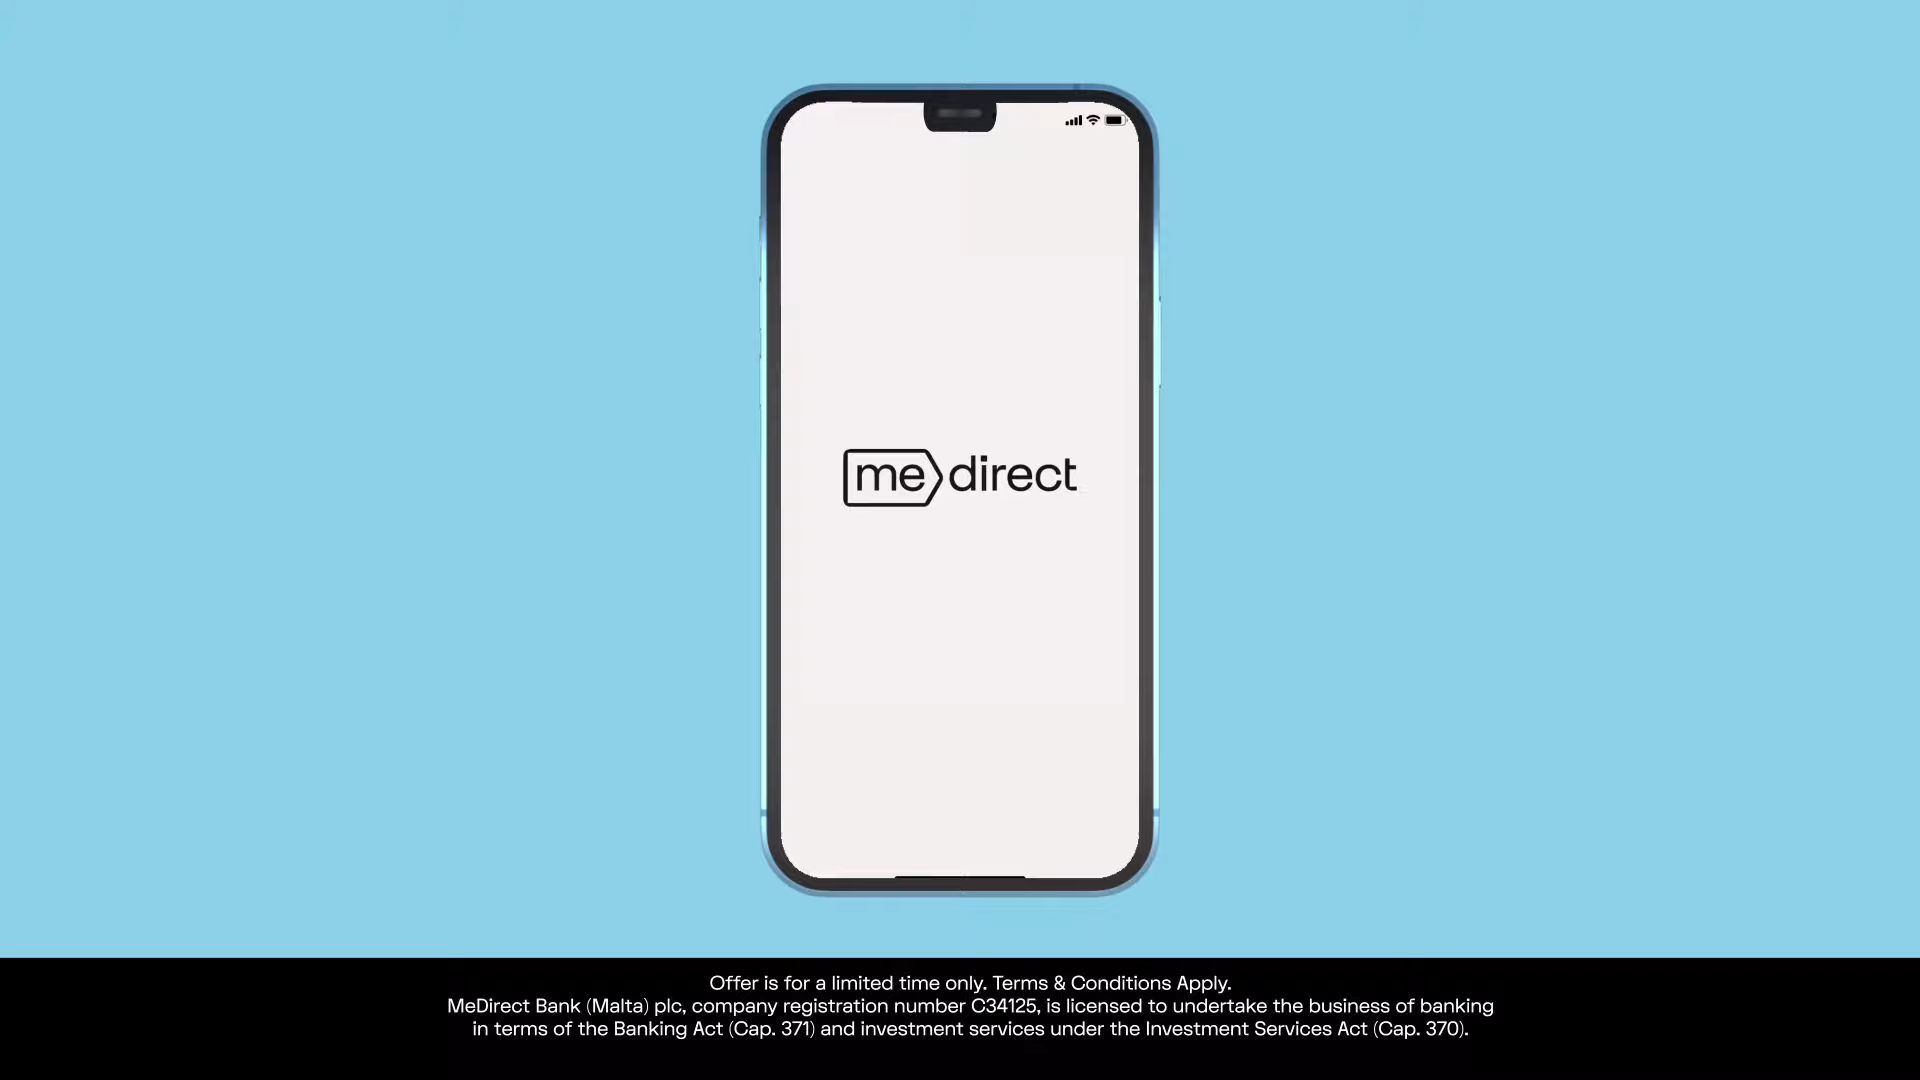 me direct
Offer is for a limited time only. Terms & Conditions Apply.
MeDirect Bank (Malta) plc, company registration number C34125, is licensed to undertake the business of banking
in terms of the Banking Act (Cap. 371) and investment services under the Investment Services Act (Cap. 370).